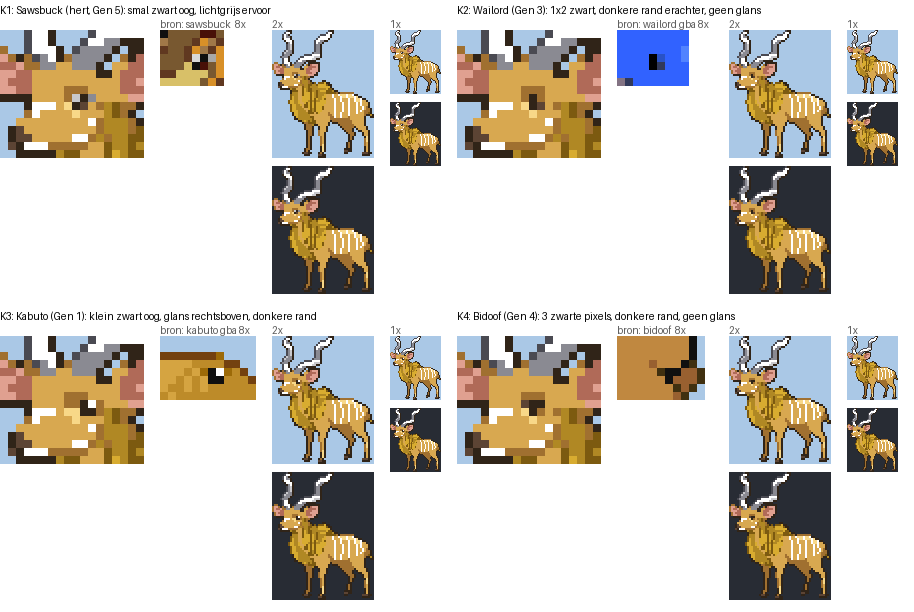 K1: Sawsbuck (hert, Gen 5): smal zwart oog, lichtgrijs ervoor
bron: sawsbuck 8x
2x
1x
K2: Wailord (Gen 3): 1x2 zwart, donkere rand erachter, geen glans
bron: wailord gba 8x
2x
1x
K3: Kabuto (Gen 1): klein zwart oog, glans rechtsboven, donkere rand
bron: kabuto gba 8x
2x
1x
K4: Bidoof (Gen 4): 3 zwarte pixels, donkere rand, geen glans
bron: bidoof 8x
2x
1x